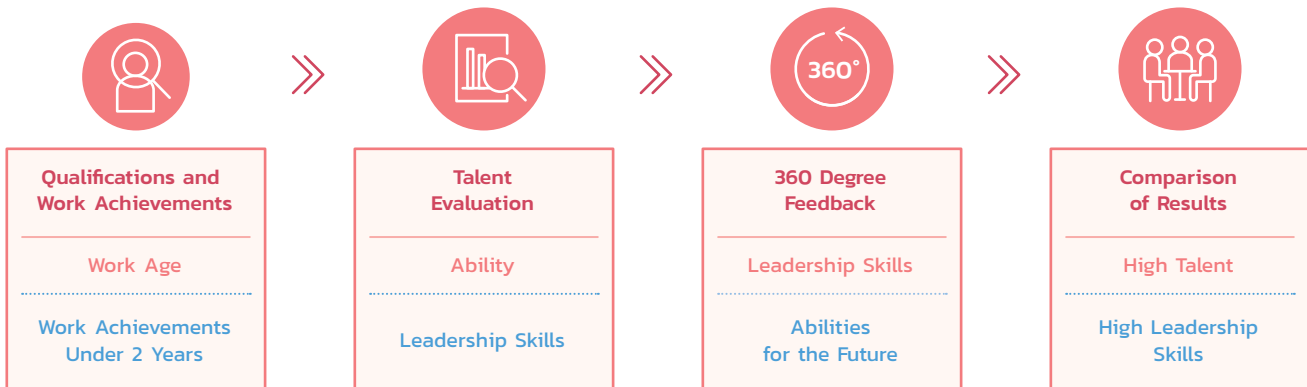 360°
Qualifications and
Work Achievements
Work Age
Work Achievements
Under 2 Years
Talent
Evaluation
Ability
Leadership Skills
360 Degree
Feedback
Leadership Skills
Abilities
for the Future
Comparison
of Results
High Talent
High Leadership
Skills